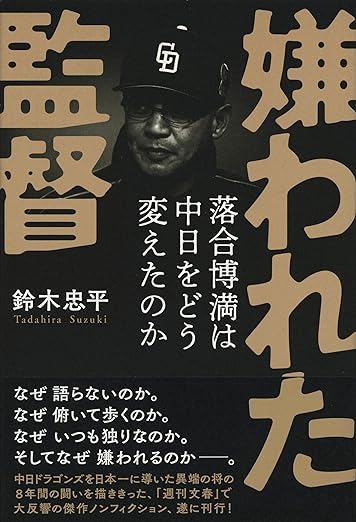 嫌われた
監督
CD
落合博満は
中日をどう
変えたのか
鈴木忠平
Tadahira Suzuki
なぜ 語らないのか。
なぜ 俯いて歩くのか。
なぜ いつも独りなのか。
そしてなぜ 嫌われるのか――。
中日ドラゴンズを日本一に導いた異端の将の
8年間の闘いを描ききった、「週刊文春」で
大反響の傑作ノンフィクション、遂に刊行!